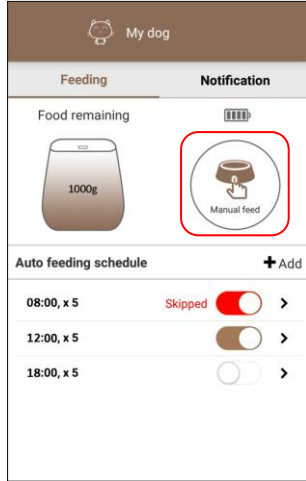 My dog
Feeding Notification
Food remaining
1000g
Manual feed
Auto feeding schedule +Add
08:00, x 5 Skipped
12:00, x 5
18:00, x 5